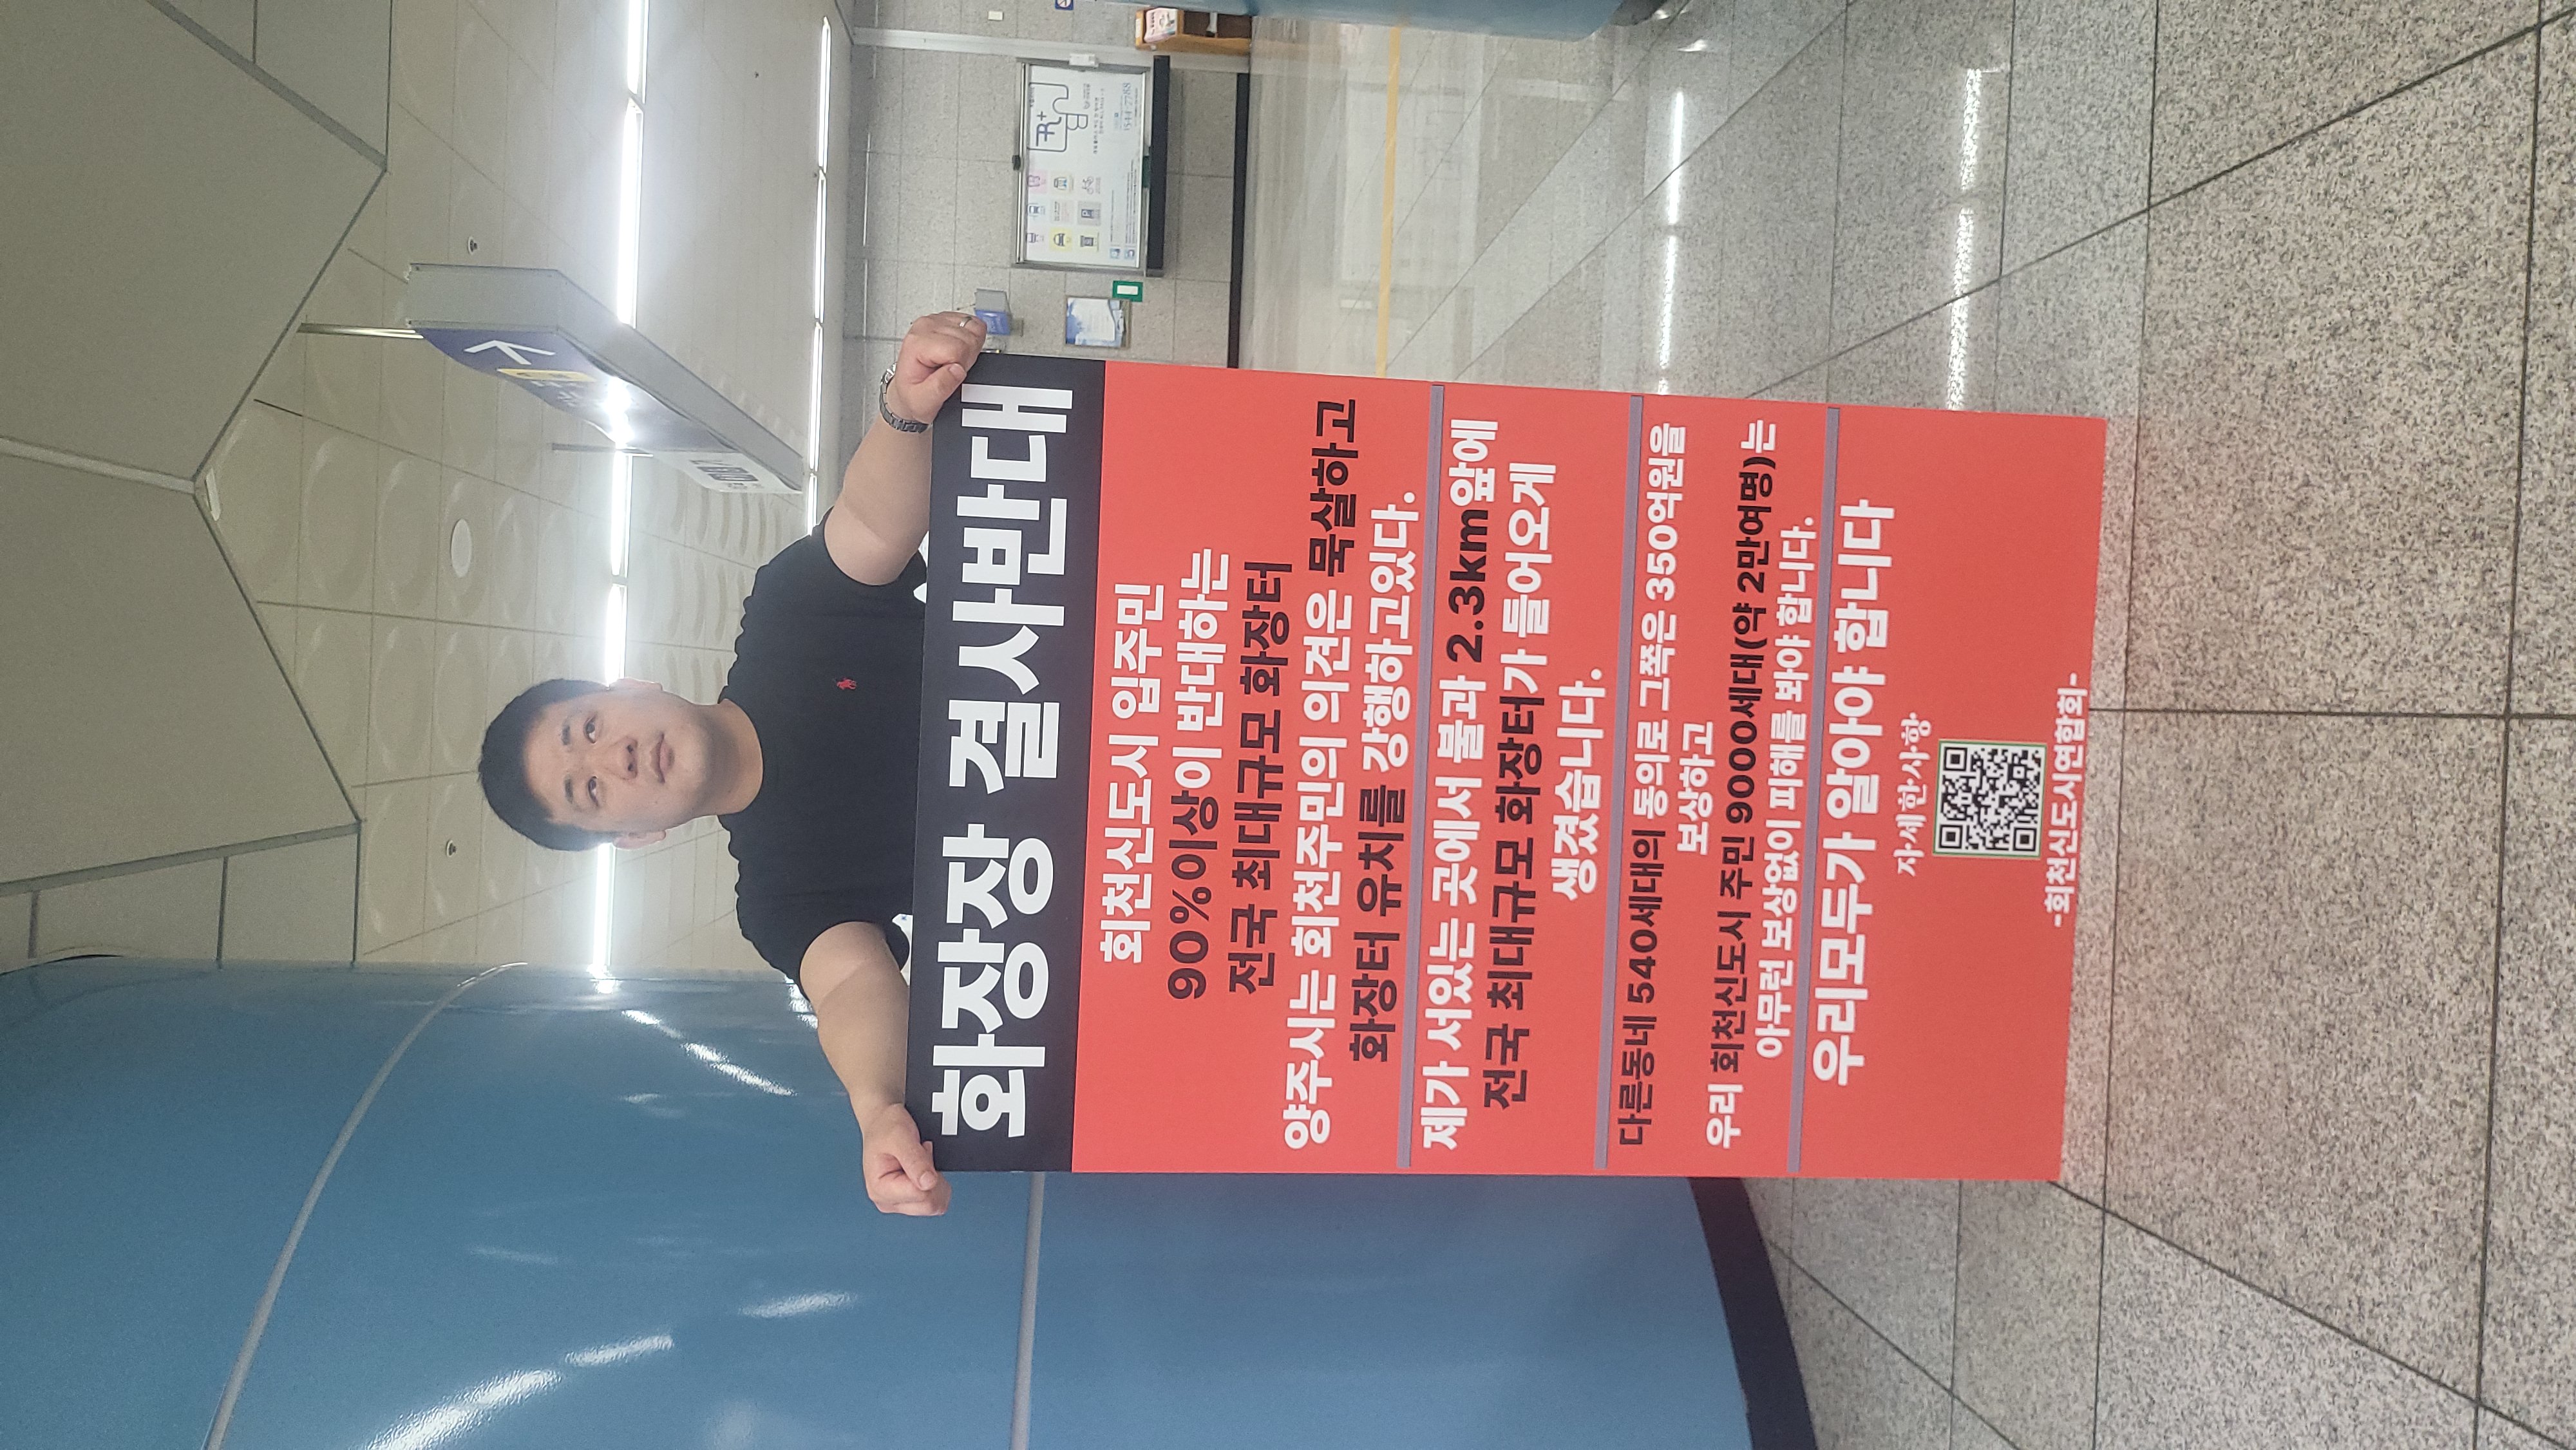 화장장 결사반대
회천신도시 입주민
90%이상이 반대하는
전국 최대규모 화장터
양주시는 회천주민의 의견은 묵살하고
화장터 유치를 강행하고있다.
제가 서있는 곳에서 불과 2.3km앞에
전국 최대규모 화장터가 들어오게
생겼습니다.
다른동네 540세대의 동의로 그쪽은 350억원을
보상하고
우리 회천신도시 주민 9000세대(약 2만여명)는
아무런 보상없이 피해를 봐야 합니다.
우리모두가 알아야 합니다
자세한사항
-회천신도시연합회-
1544-7788